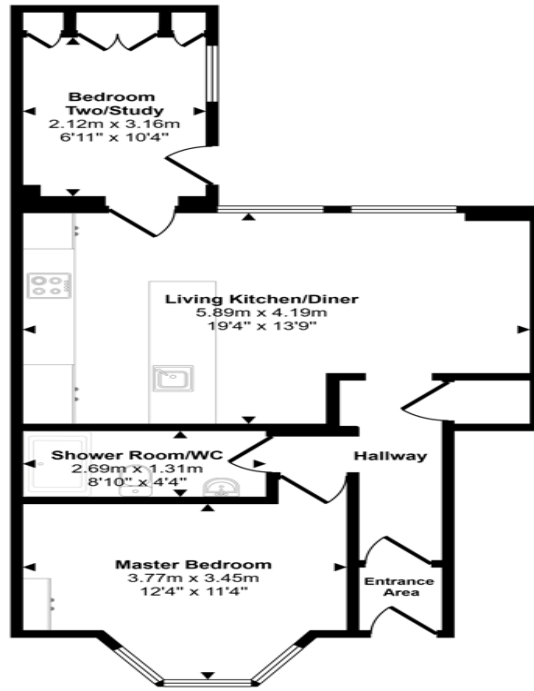 Bedroom
Two/Study
2.12m x 3.16m
6'11" x 10'4"
Living Kitchen/Diner
5.89m x 4.19m
19'4" x 13'9"
Shower Room/WC
2.69m x 1.31m
8'10" x 4'4"
Hallway
Master Bedroom
3.77m x 3.45m
12'4" x 11'4"
Entrance
Area